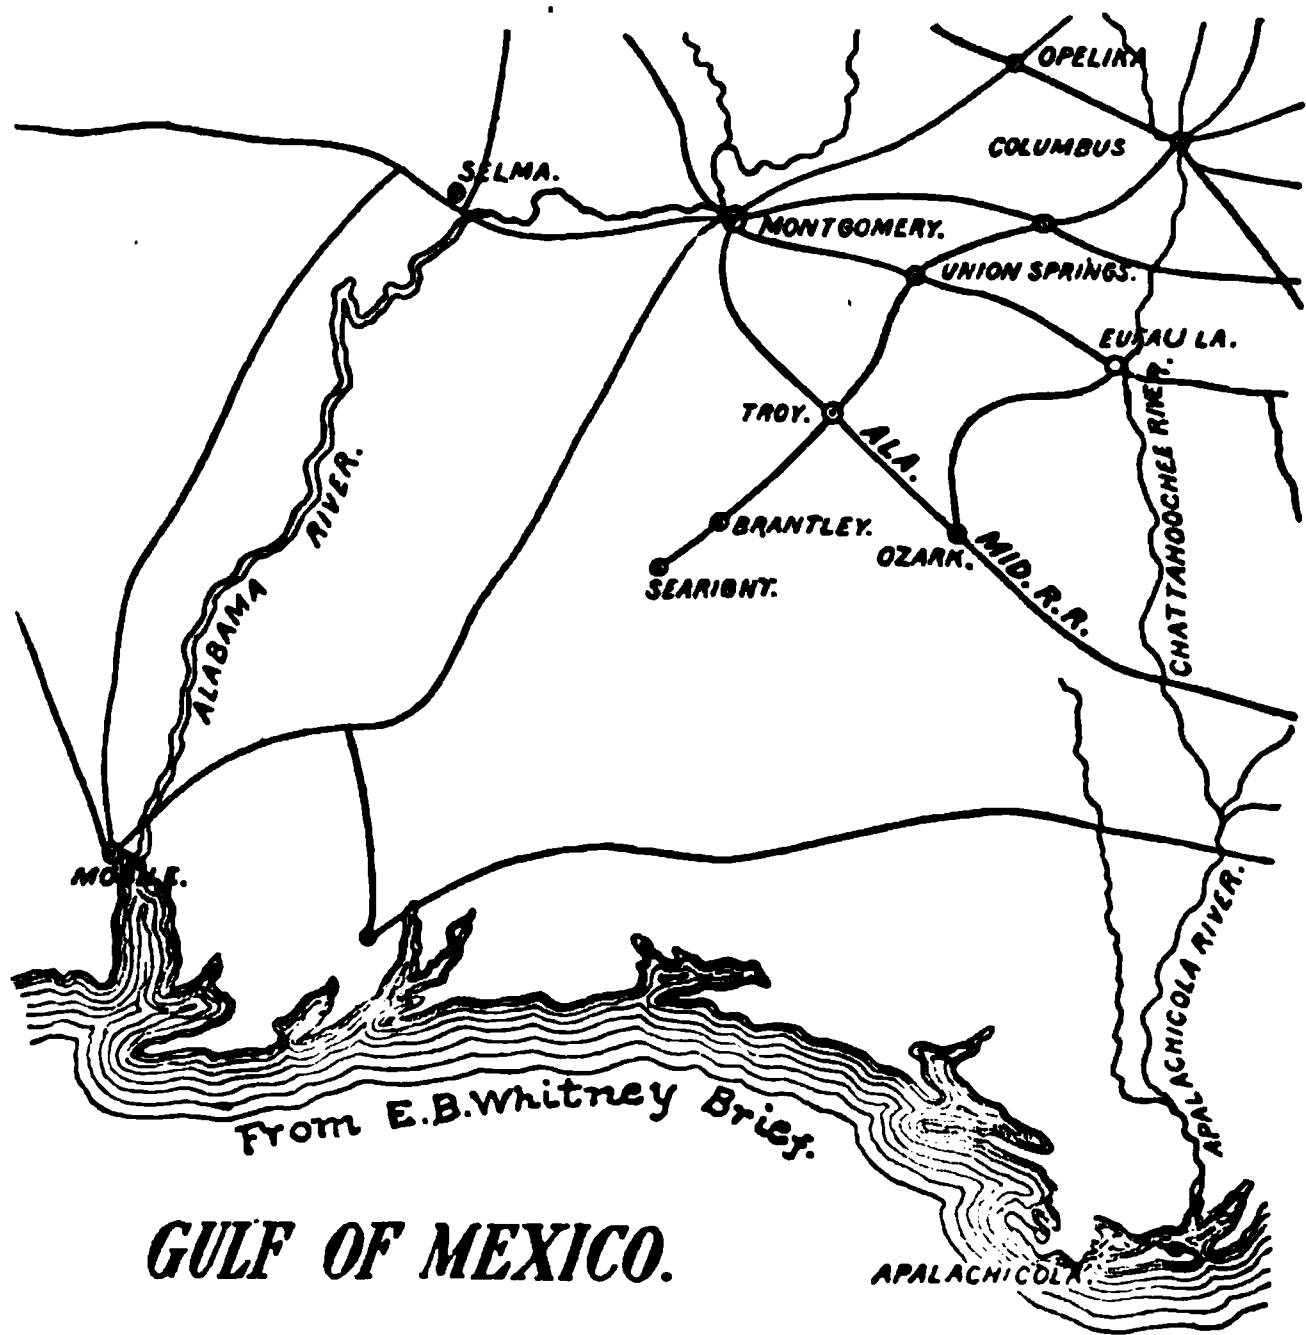 OPELIKA
COLUMBUS
SELMA.
MONTGOMERY.
UNION SPRINGS.
EUFAULA.
TROY.
ALA. MID. R.R.
CHATTAHOOCHEE RIVER.
ALABAMA RIVER.
BRANTLEY.
OZARK.
SEARIGHT.
MOBILE.
APALACHICOLA RIVER.
From E.B. Whitney Brief.
GULF OF MEXICO.
APALACHICOLA.